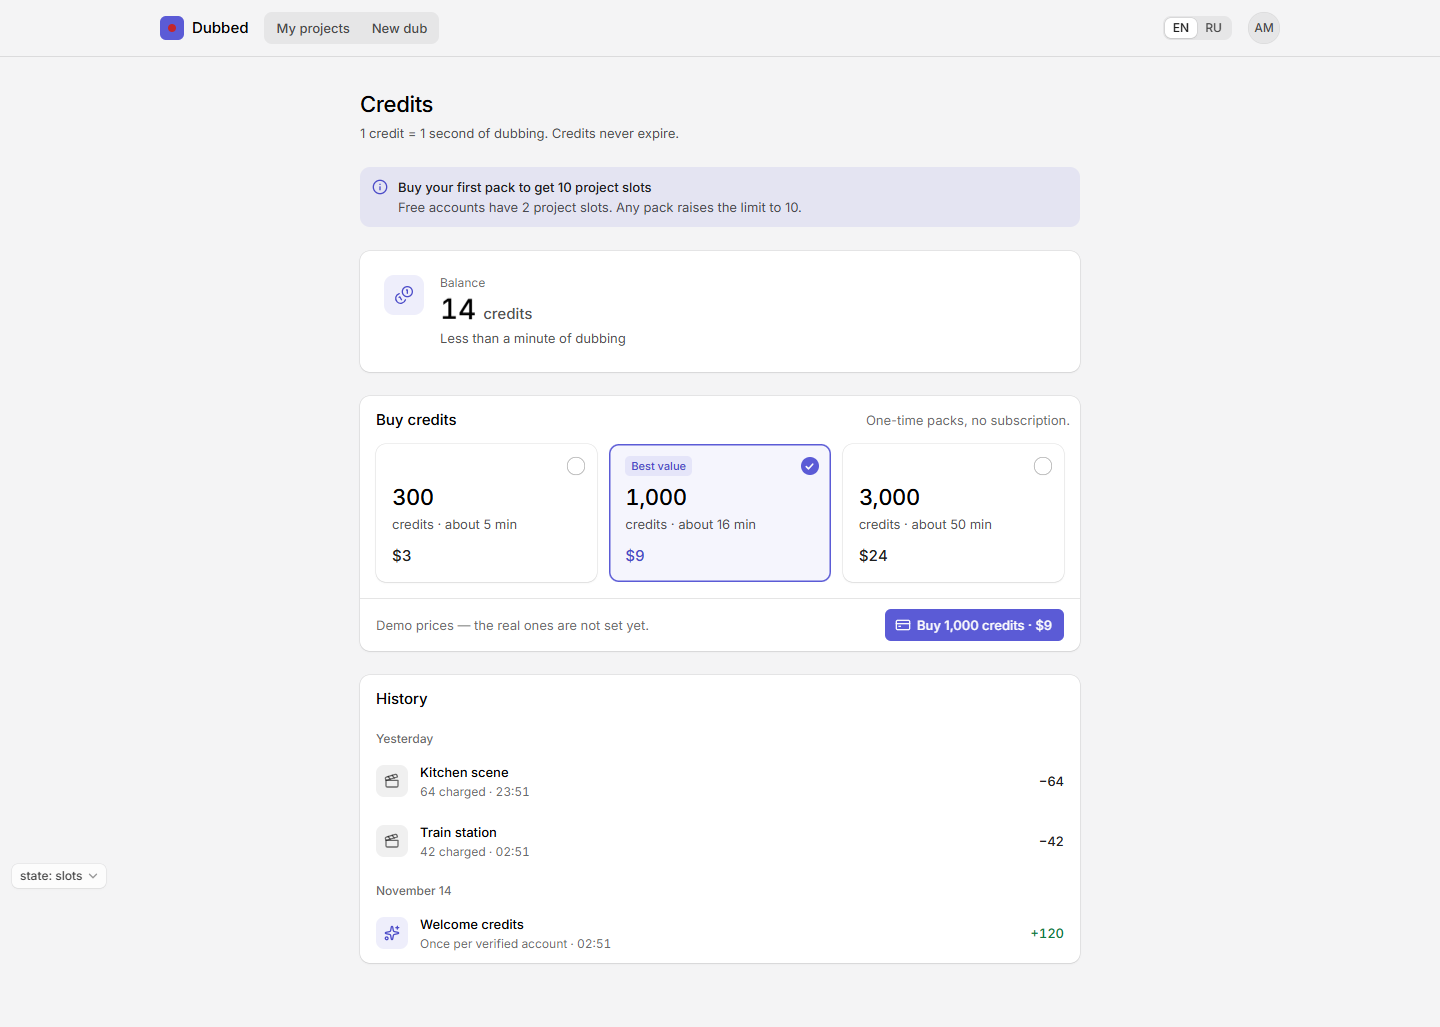 Dubbed
My projects
New dub
EN
RU
AM
Credits
1 credit = 1 second of dubbing. Credits never expire.
Buy your first pack to get 10 project slots
Free accounts have 2 project slots. Any pack raises the limit to 10.
Balance
14 credits
Less than a minute of dubbing
Buy credits
One-time packs, no subscription.
300
credits · about 5 min
$3
Best value
1,000
credits · about 16 min
$9
3,000
credits · about 50 min
$24
Demo prices — the real ones are not set yet.
Buy 1,000 credits · $9
History
Yesterday
Kitchen scene
64 charged · 23:51
−64
Train station
42 charged · 02:51
−42
state: slots
November 14
Welcome credits
Once per verified account · 02:51
+120